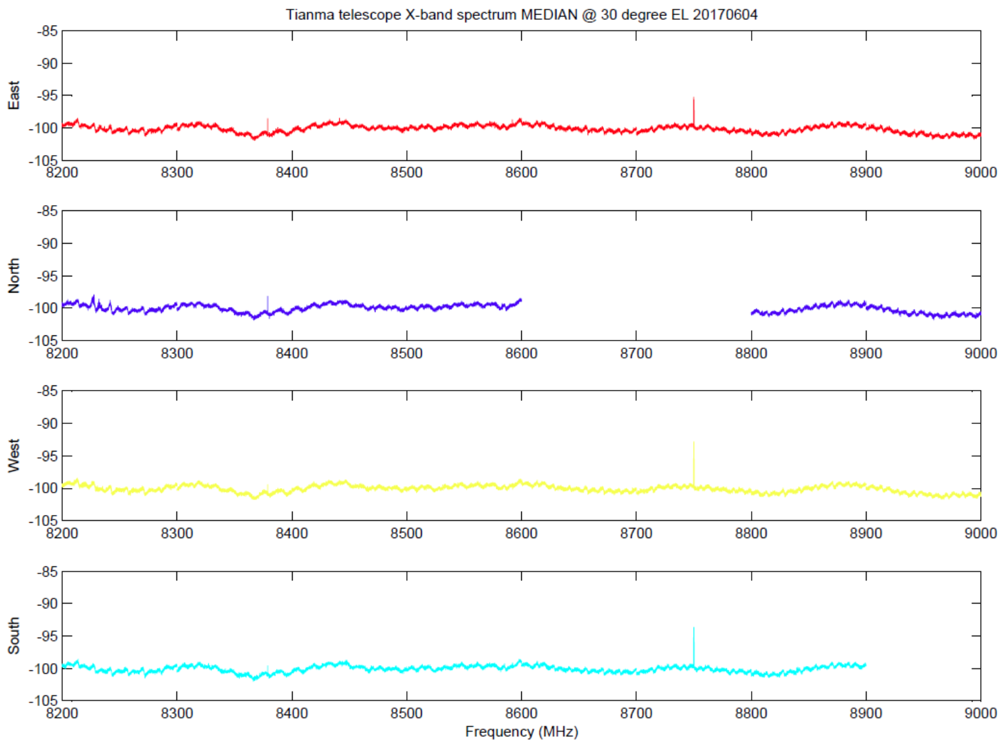 Tianma telescope X-band spectrum MEDIAN @ 30 degree EL 20170604
-85
-90
-95
-100
-105
East
8200 8300 8400 8500 8600 8700 8800 8900 9000
-85
-90
-95
-100
-105
North
8200 8300 8400 8500 8600 8700 8800 8900 9000
-85
-90
-95
-100
-105
West
8200 8300 8400 8500 8600 8700 8800 8900 9000
-85
-90
-95
-100
-105
South
8200 8300 8400 8500 8600 8700 8800 8900 9000
Frequency (MHz)